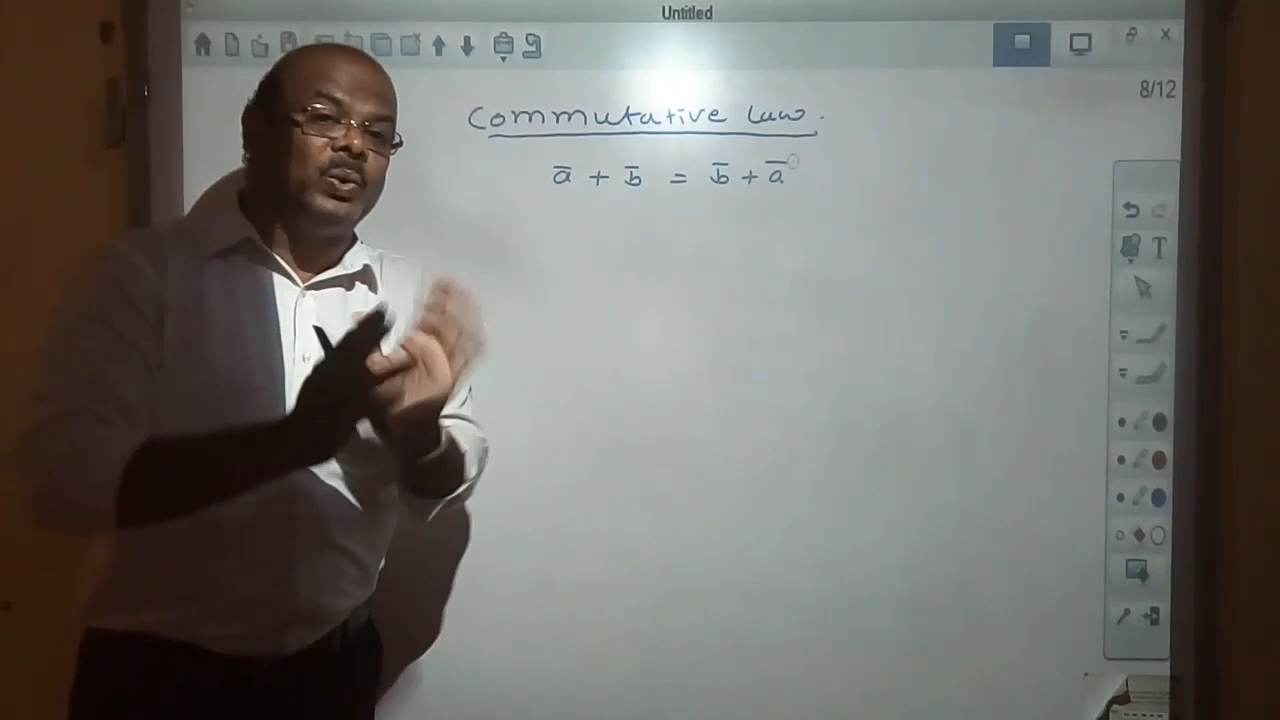 Untitled
8/12
Commutative law.
a̅ + b̅ = b̅ + a̅
T